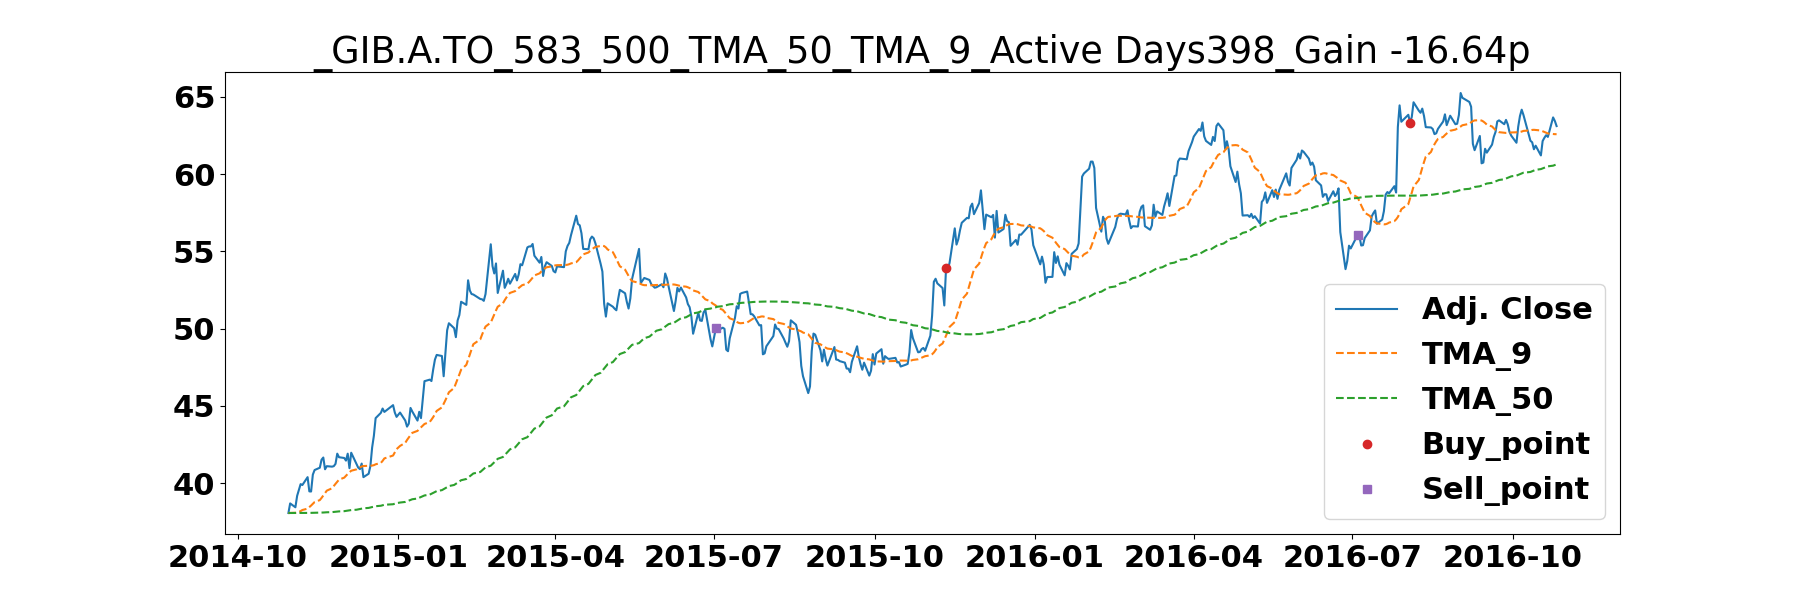 _GIB.A.TO_583_500_TMA_50_TMA_9_Active Days398_Gain -16.64p
65
60
55
50
45
40
Adj. Close
TMA_9
TMA_50
Buy_point
Sell_point
2014-10 2015-01 2015-04 2015-07 2015-10 2016-01 2016-04 2016-07 2016-10